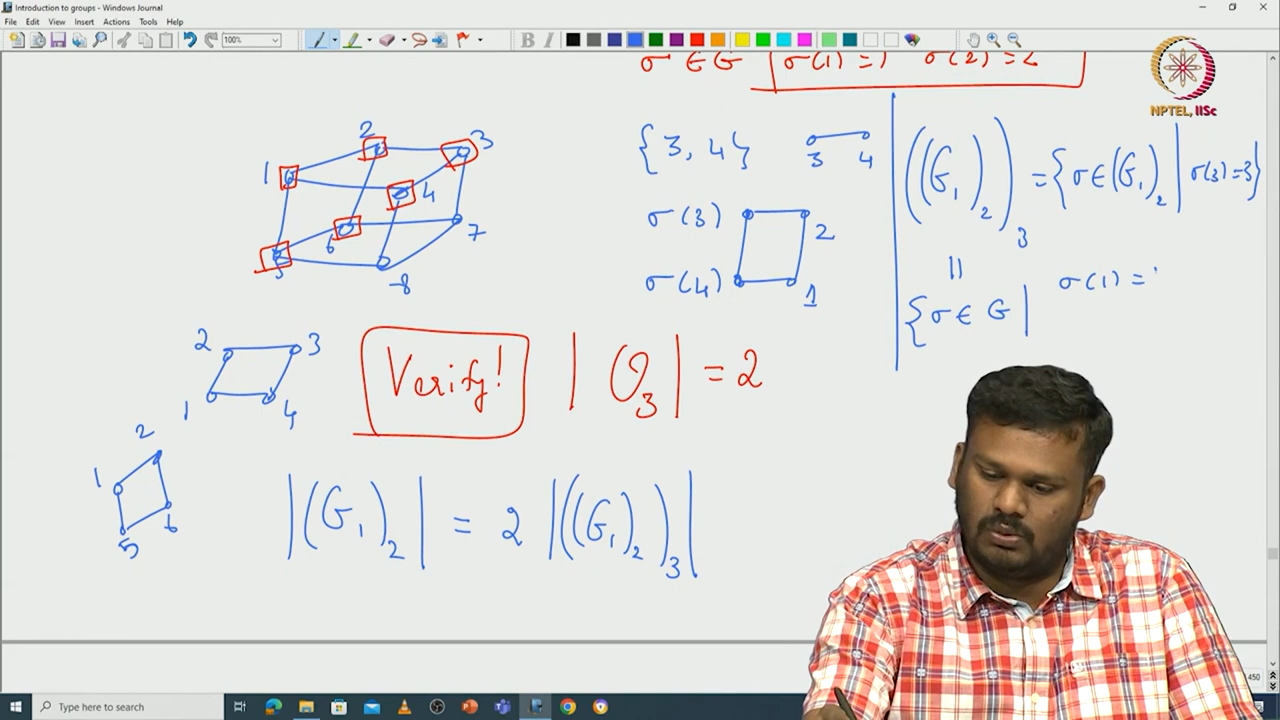 Introduction to groups - Windows Journal
File Edit View Insert Actions Tools Help
100%
B I
NPTEL, IISc
σ ∈ G σ(1) = 1 σ(2) = 2
1 2 3 4 5 6 7 8
{3, 4} 3 4
σ(3) 2
σ(4) 1
((G₁)₂)₃ = {σ ∈ (G₁)₂ | σ(3) = 3}
||
{σ ∈ G | σ(1) =
2 3
1 4
Verify! |O₃| = 2
2
1
5 6
|(G₁)₂| = 2 |((G₁)₂)₃|
450
Type here to search